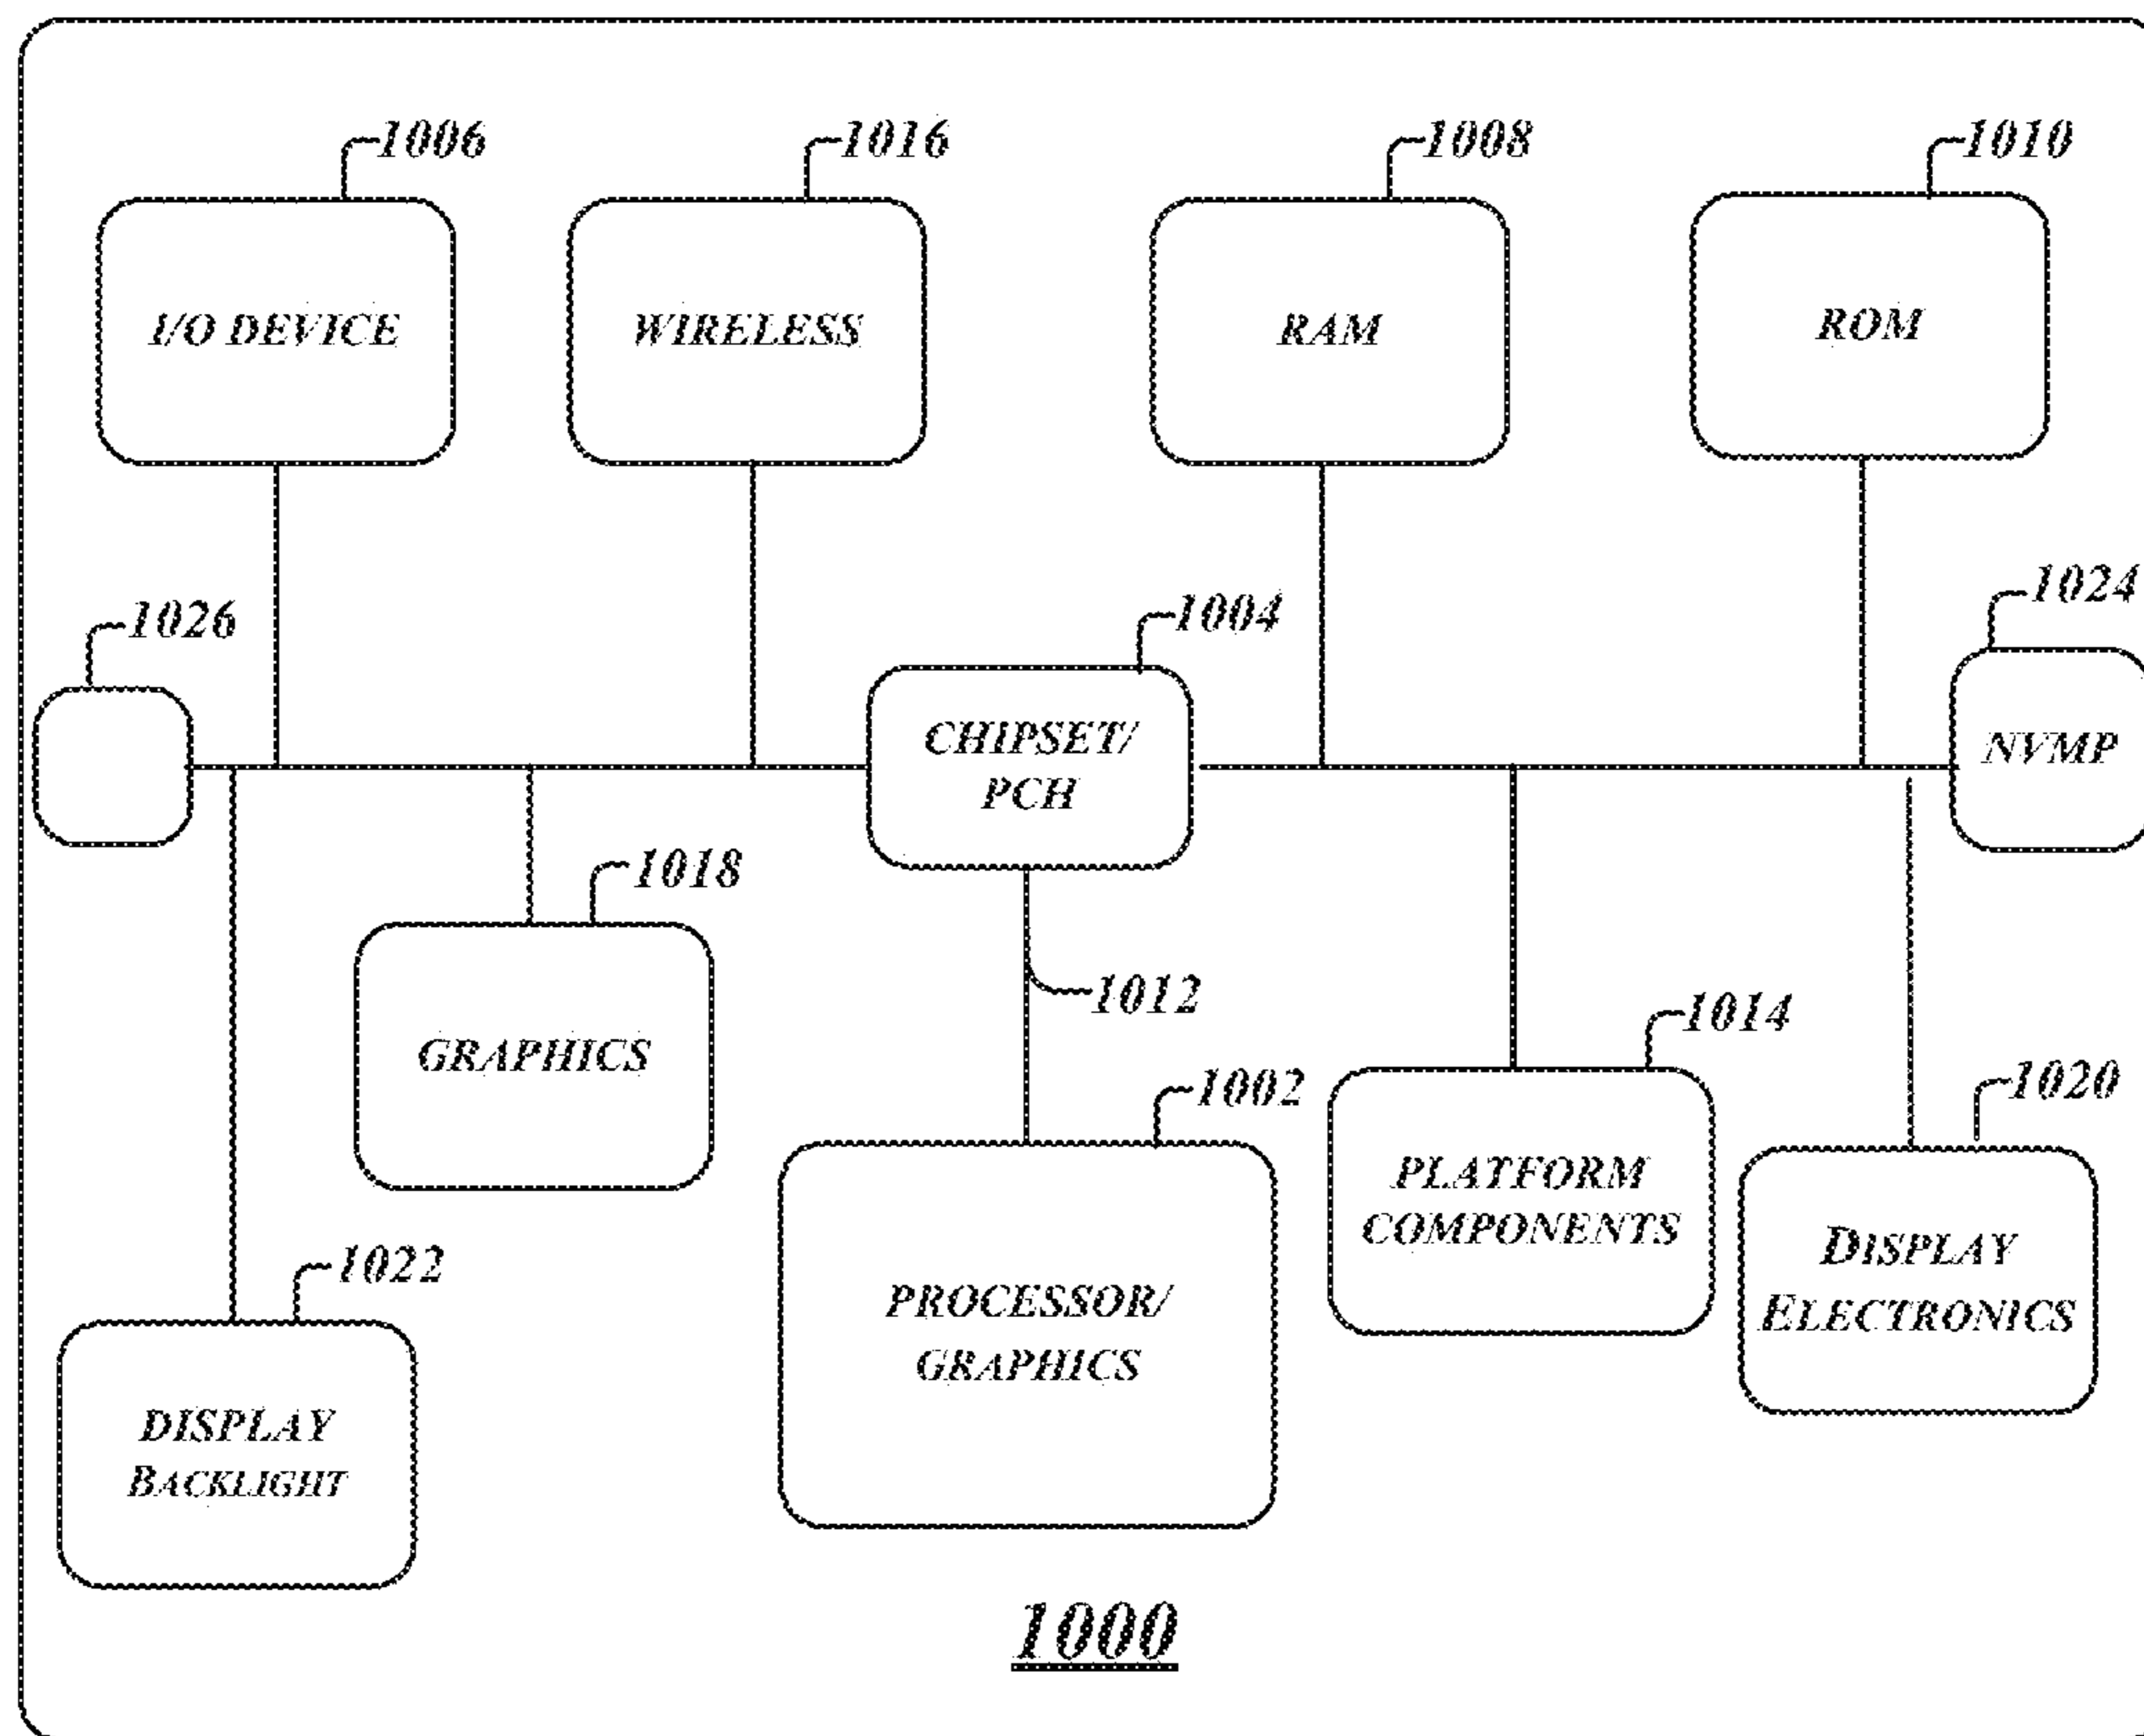 1006
1016
1008
1010
I/O DEVICE
WIRELESS
RAM
ROM
1024
1026
1004
CHIPSET/
PCH
NVMP
1018
1012
1014
GRAPHICS
1002
1020
PLATFORM
COMPONENTS
DISPLAY
ELECTRONICS
1022
PROCESSOR/
GRAPHICS
DISPLAY
BACKLIGHT
1000